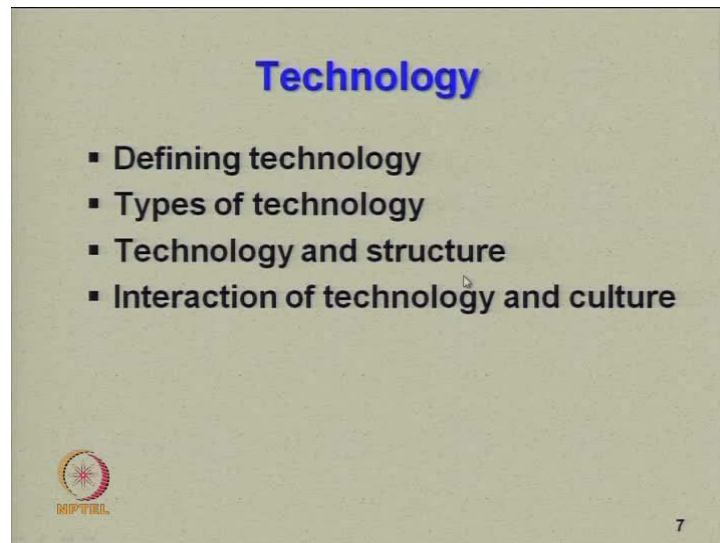 Technology
▪ Defining technology
▪ Types of technology
▪ Technology and structure
▪ Interaction of technology and culture
NPTEL
7